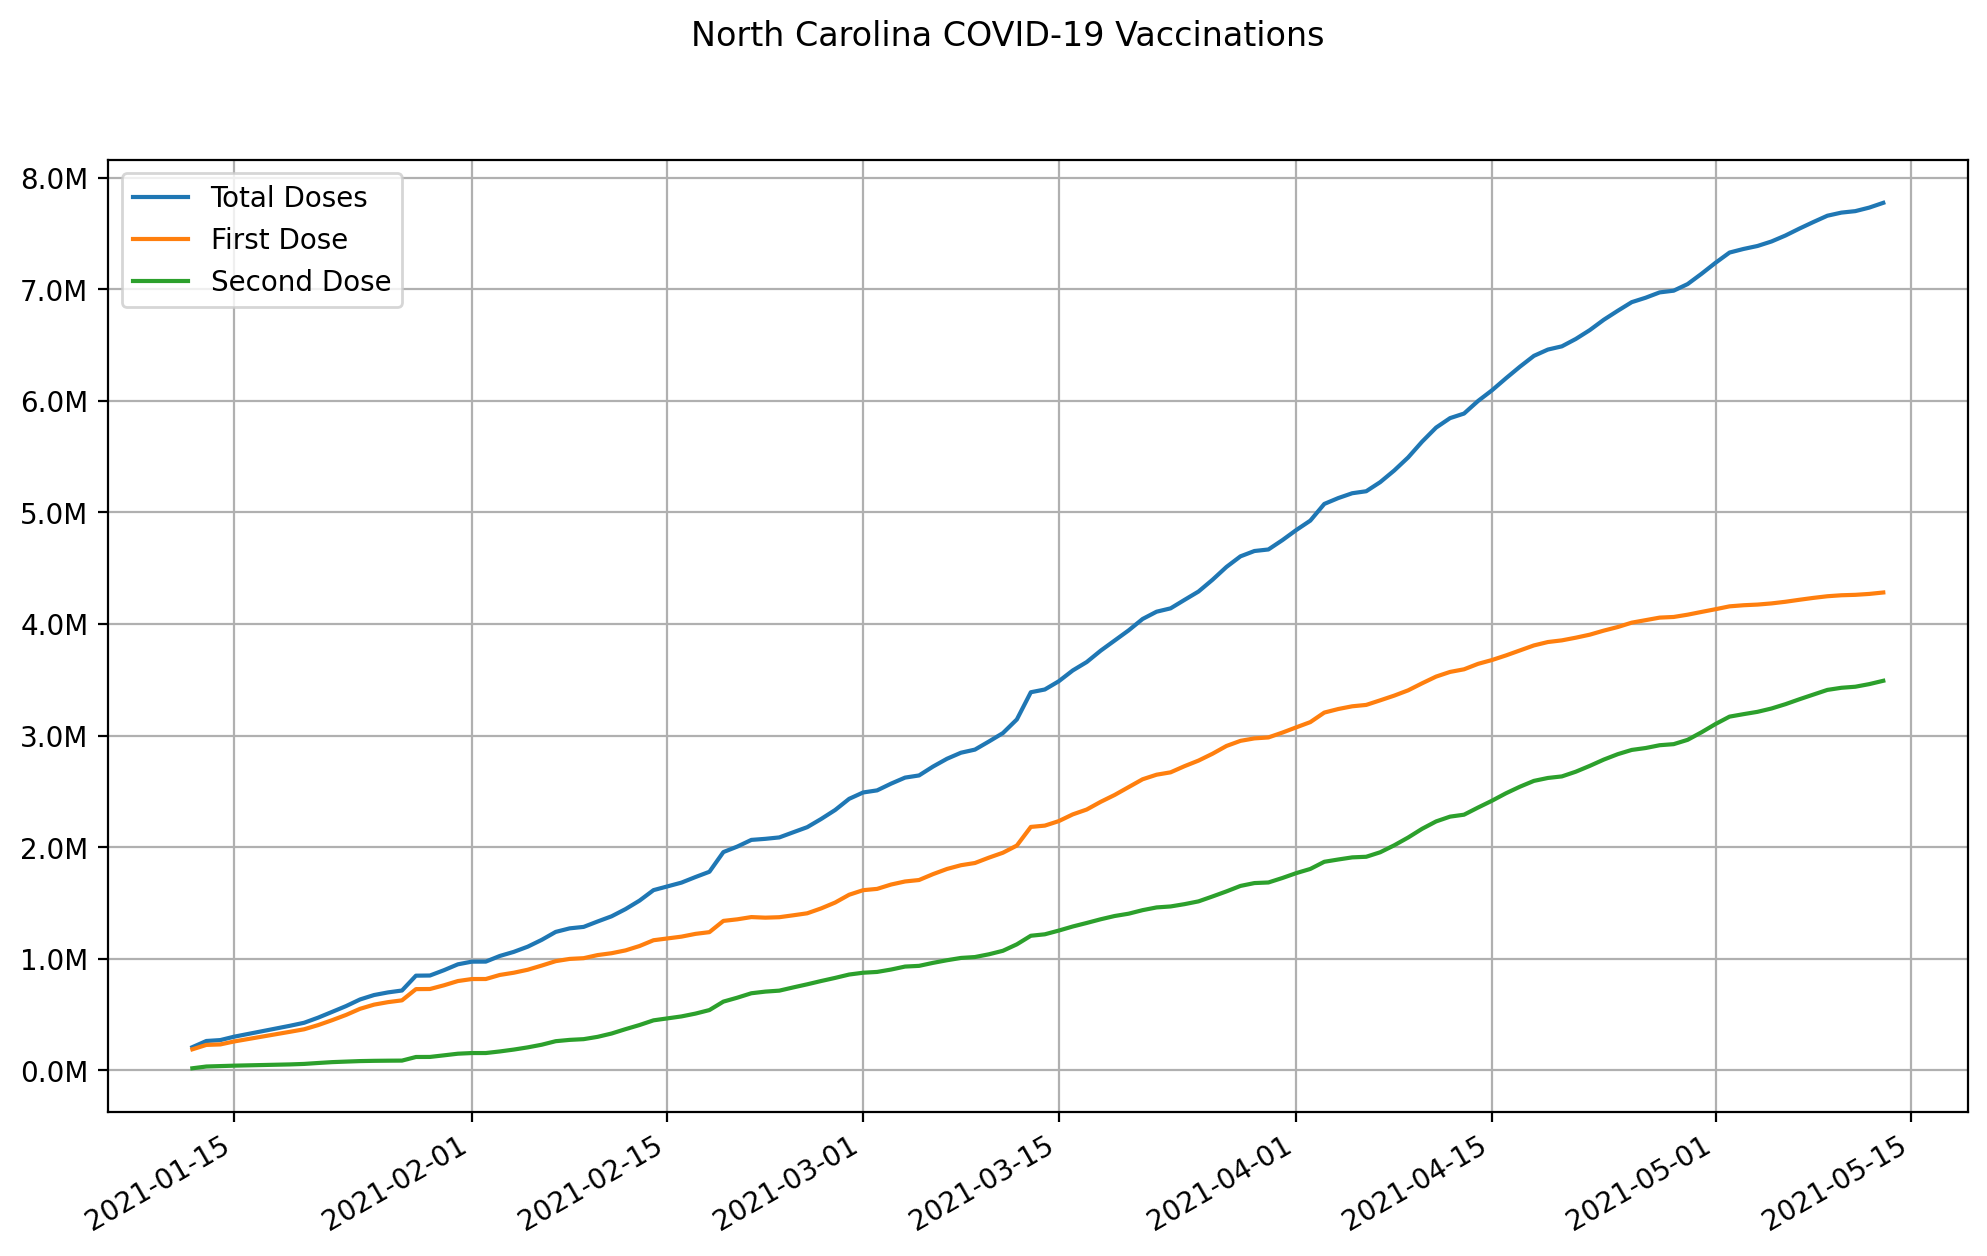 North Carolina COVID-19 Vaccinations
8.0M
7.0M
6.0M
5.0M
4.0M
3.0M
2.0M
1.0M
0.0M
Total Doses
First Dose
Second Dose
2021-01-15
2021-02-01
2021-02-15
2021-03-01
2021-03-15
2021-04-01
2021-04-15
2021-05-01
2021-05-15